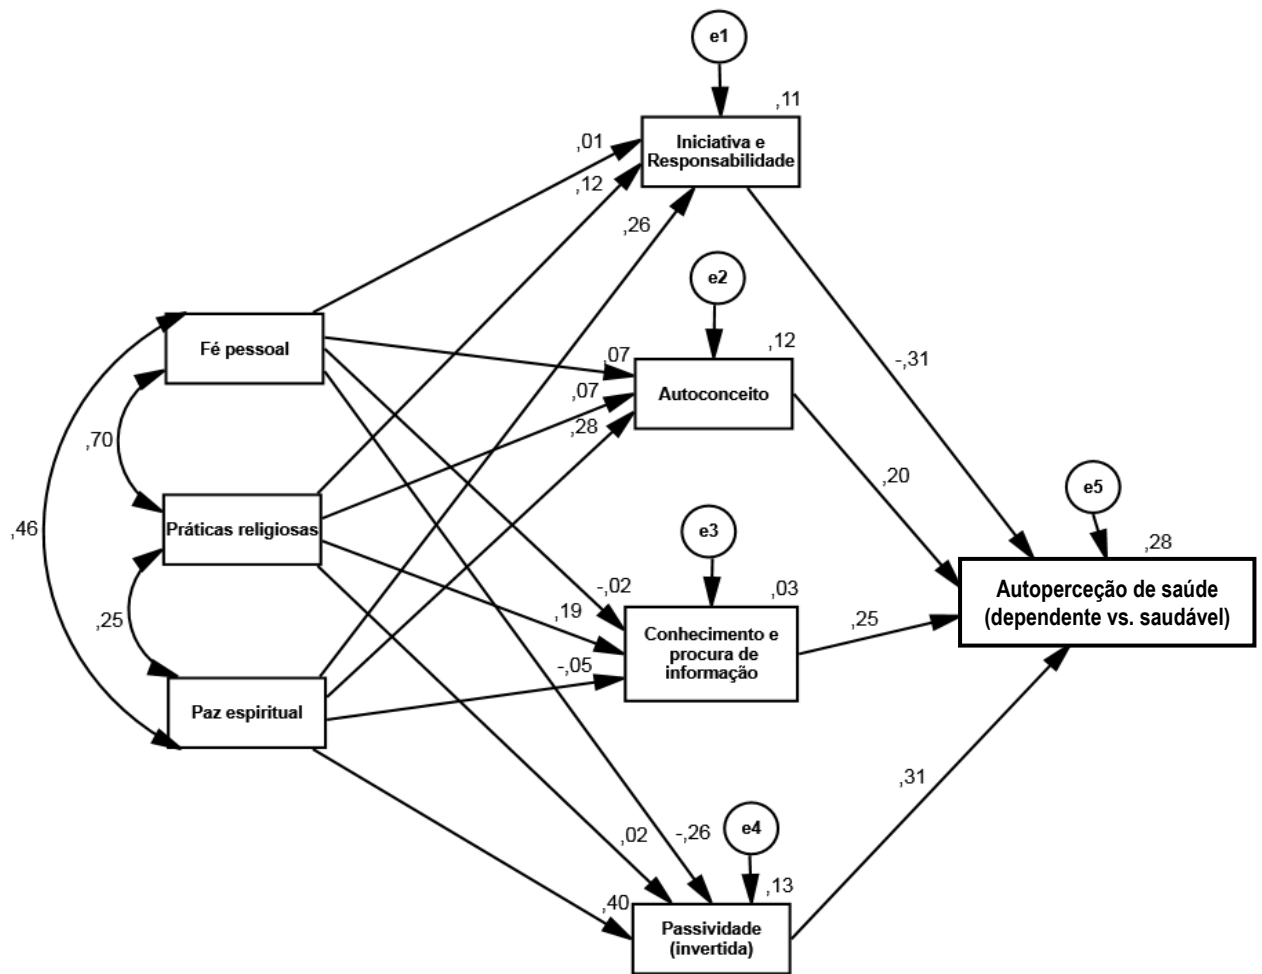 e1
,11
Iniciativa e
Responsabilidade
,01
,12
,26
e2
,12
Fé pessoal
,07
Autoconceito
,07
,28
-,31
,70
,20
e5
,46
Práticas religiosas
e3
,28
-,02
,03
Autoperceção de saúde
(dependente vs. saudável)
,19
Conhecimento e
procura de
informação
,25
,25
-,05
Paz espiritual
,31
,02
-,26
e4
,40
,13
Passividade
(invertida)